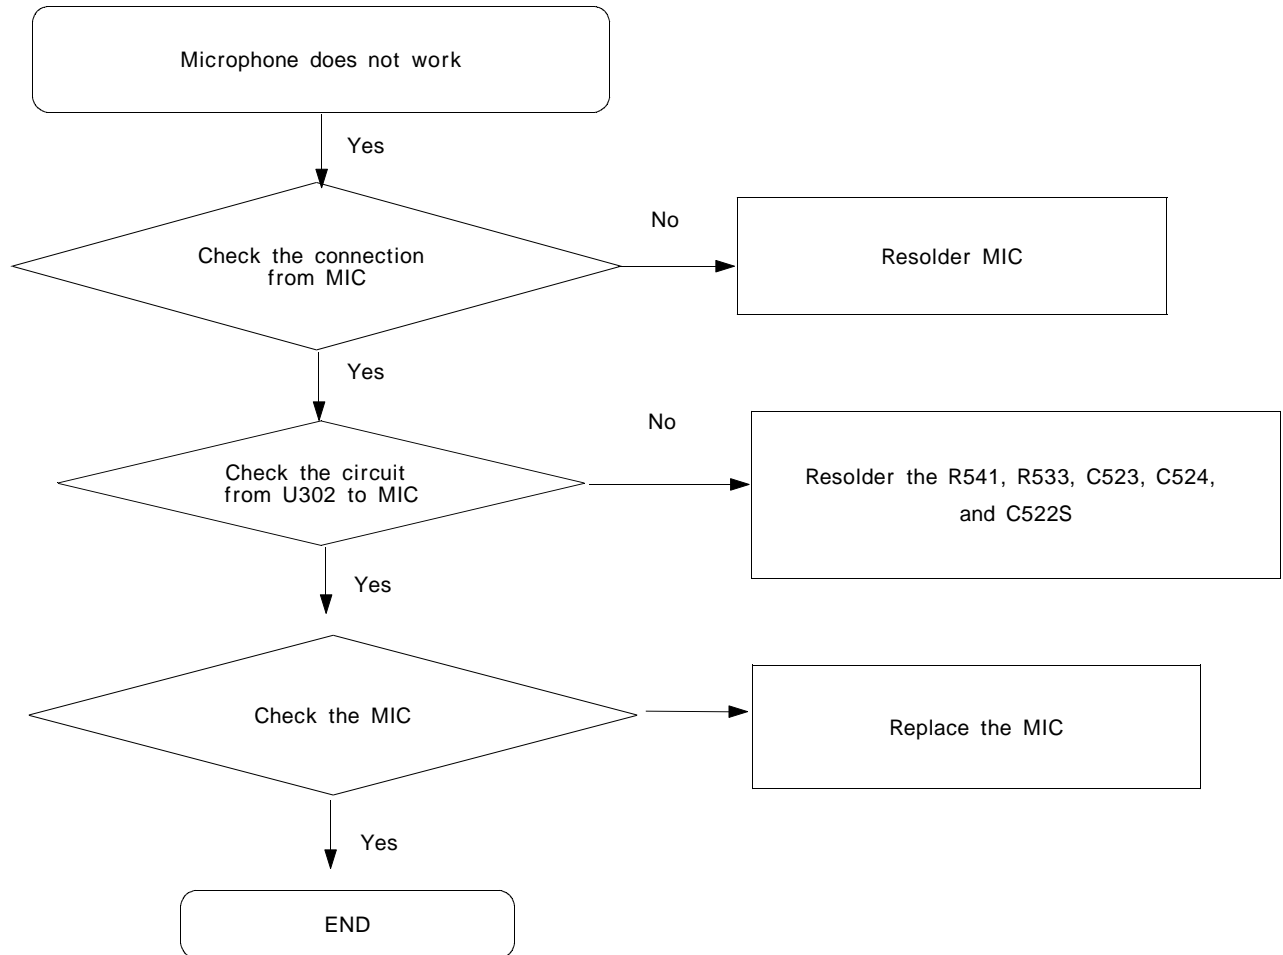 Microphone does not work
Yes
No
Check the connection
from MIC
Resolder MIC
Yes
No
Check the circuit
from U302 to MIC
Resolder the R541, R533, C523, C524,
and C522S
Yes
Check the MIC
Replace the MIC
Yes
END